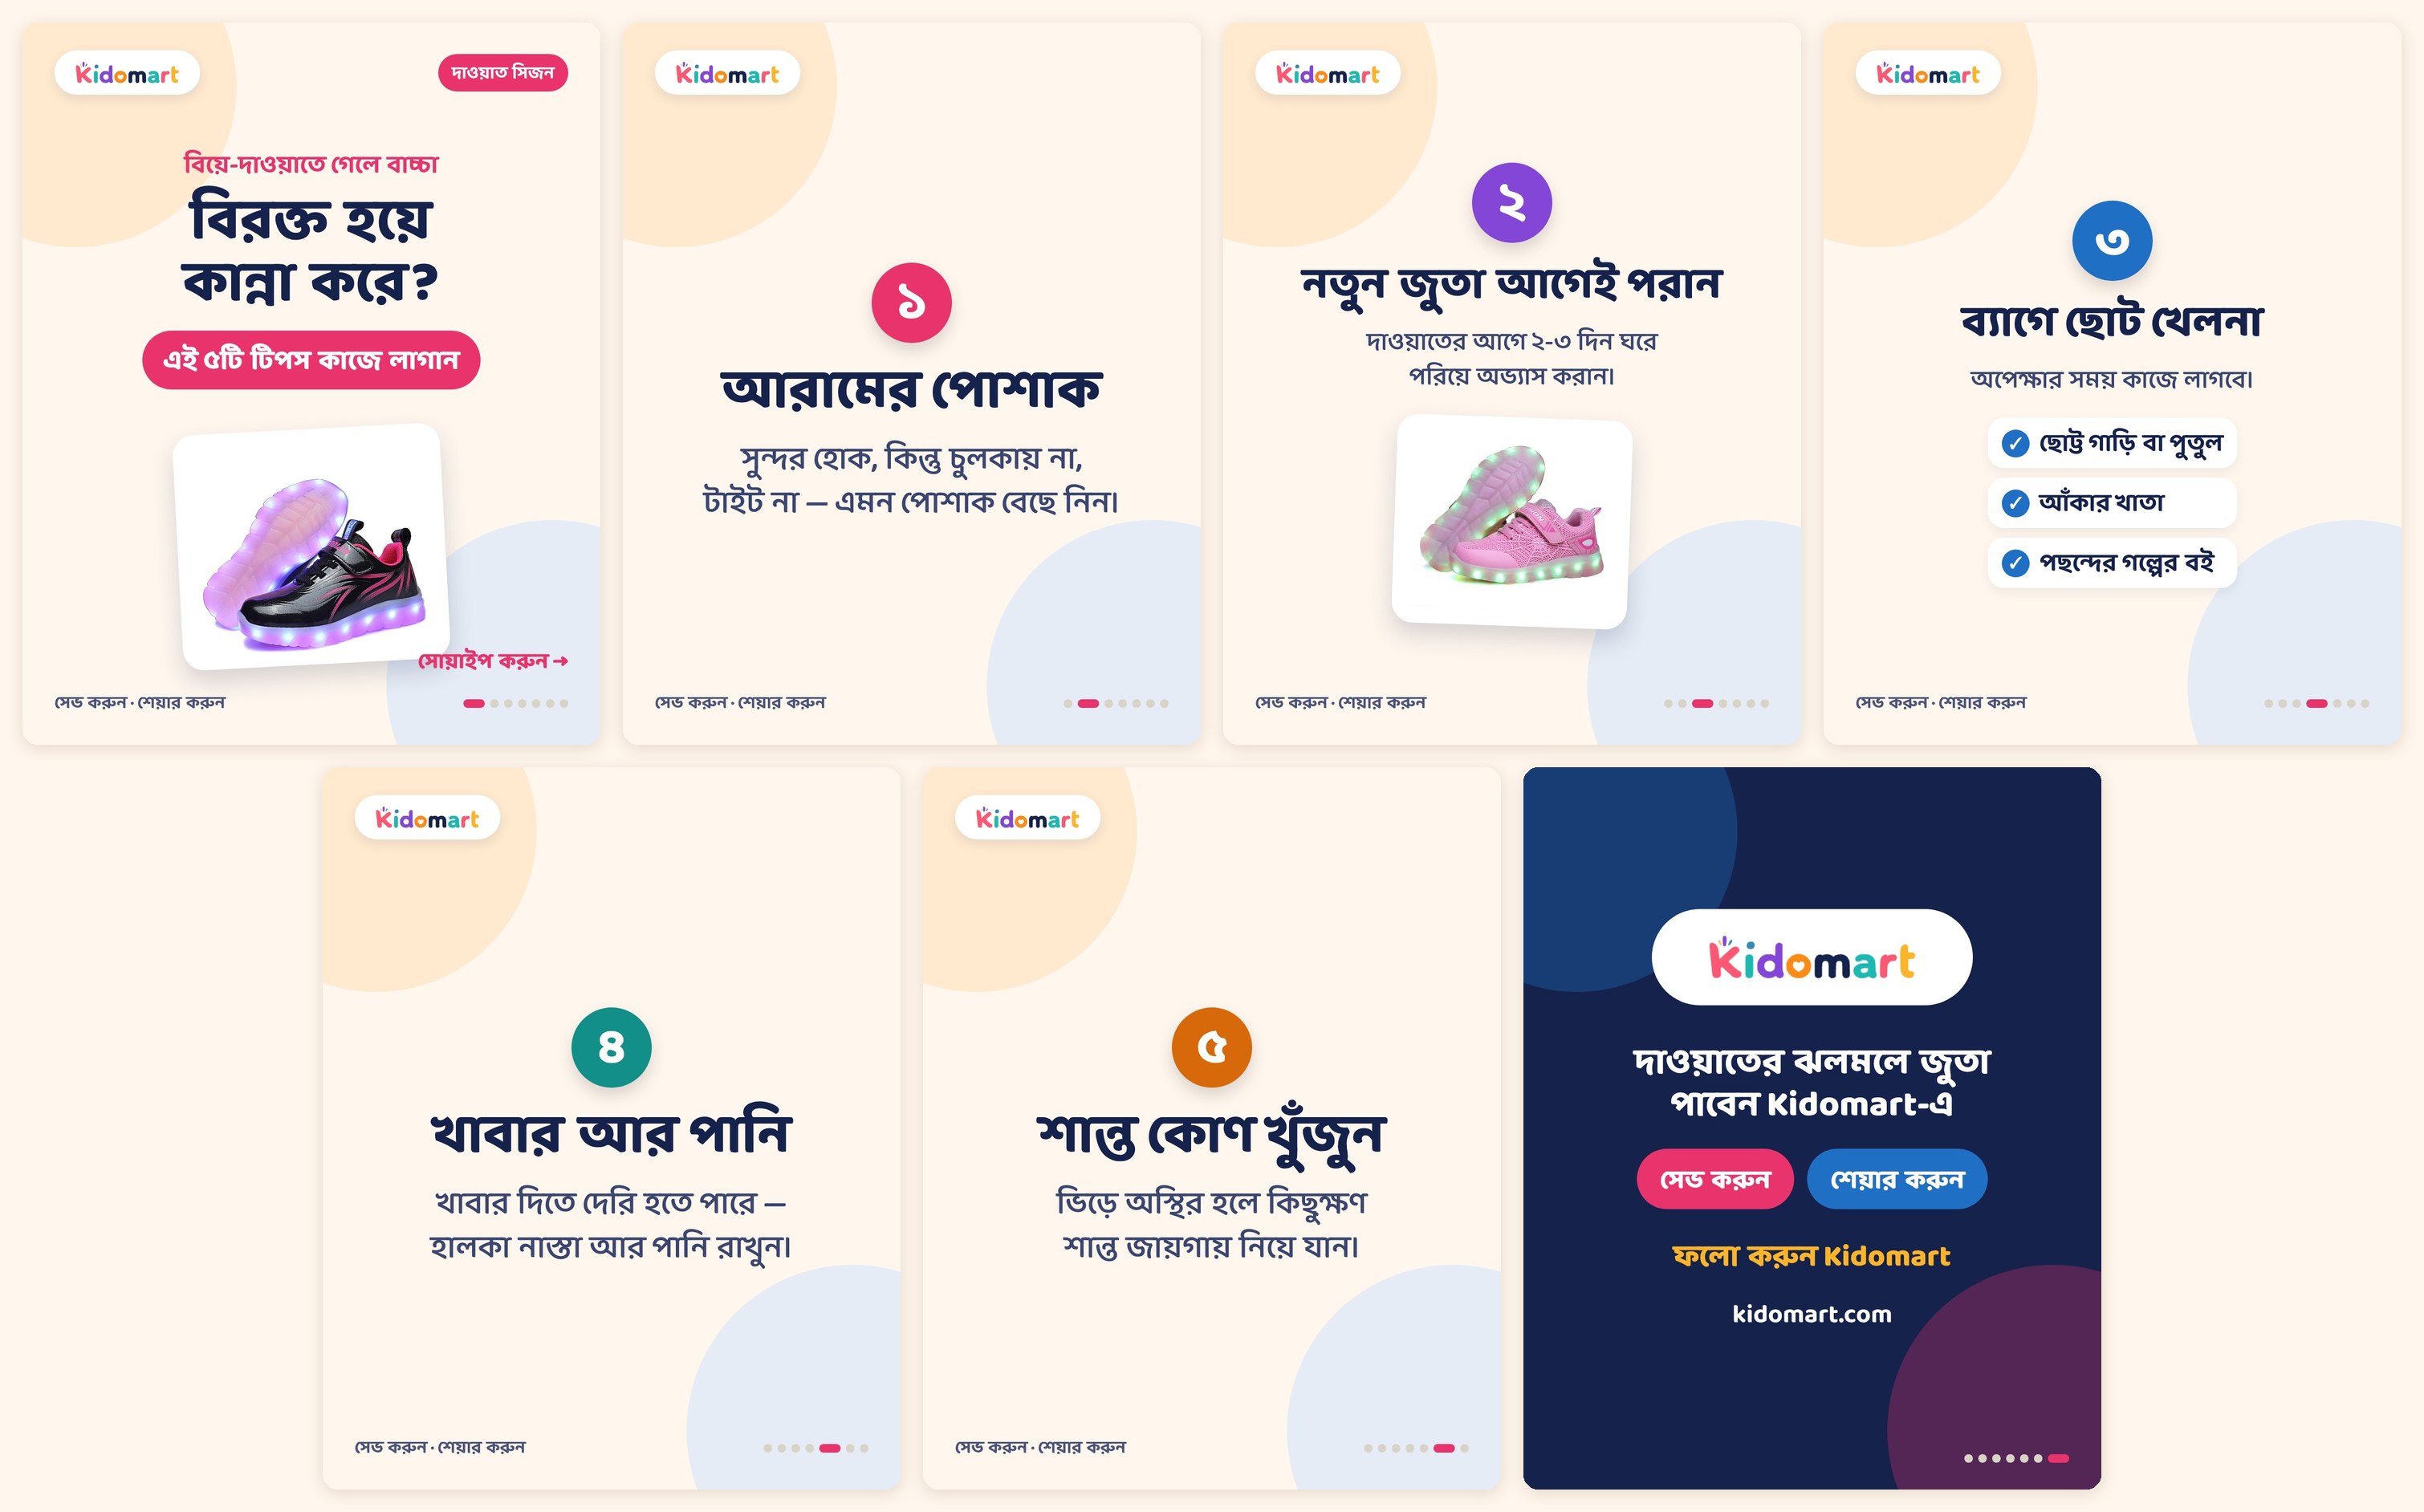 Kidomart
দাওয়াত সিজন
বিয়ে-দাওয়াতে গেলে বাচ্চা
বিরক্ত হয়ে
কান্না করে?
এই ৫টি টিপস কাজে লাগান
সোয়াইপ করুন →
সেভ করুন · শেয়ার করুন
Kidomart
১
আরামের পোশাক
সুন্দর হোক, কিন্তু চুলকায় না,
টাইট না – এমন পোশাক বেছে নিন।
সেভ করুন · শেয়ার করুন
Kidomart
২
নতুন জুতা আগেই পরান
দাওয়াতের আগে ২-৩ দিন ঘরে
পরিয়ে অভ্যাস করান।
সেভ করুন · শেয়ার করুন
Kidomart
৩
ব্যাগে ছোট খেলনা
অপেক্ষার সময় কাজে লাগবে।
✓ ছোট্ট গাড়ি বা পুতুল
✓ আঁকার খাতা
✓ পছন্দের গল্পের বই
সেভ করুন · শেয়ার করুন
Kidomart
৪
খাবার আর পানি
খাবার দিতে দেরি হতে পারে –
হালকা নাস্তা আর পানি রাখুন।
সেভ করুন · শেয়ার করুন
Kidomart
৫
শান্ত কোণ খুঁজুন
ভিড়ে অস্থির হলে কিছুক্ষণ
শান্ত জায়গায় নিয়ে যান।
সেভ করুন · শেয়ার করুন
Kidomart
দাওয়াতের ঝলমলে জুতা
পাবেন Kidomart-এ
সেভ করুন
শেয়ার করুন
ফলো করুন Kidomart
kidomart.com